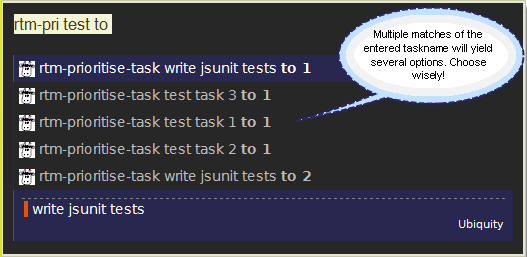 rtm-pri test to
Multiple matches of the
entered taskname will yield
several options. Choose
wisely!
rtm-prioritise-task write jsunit tests to 1
rtm-prioritise-task test task 3 to 1
rtm-prioritise-task test task 1 to 1
rtm-prioritise-task test task 2 to 1
rtm-prioritise-task write jsunit tests to 2
write jsunit tests
Ubiquity